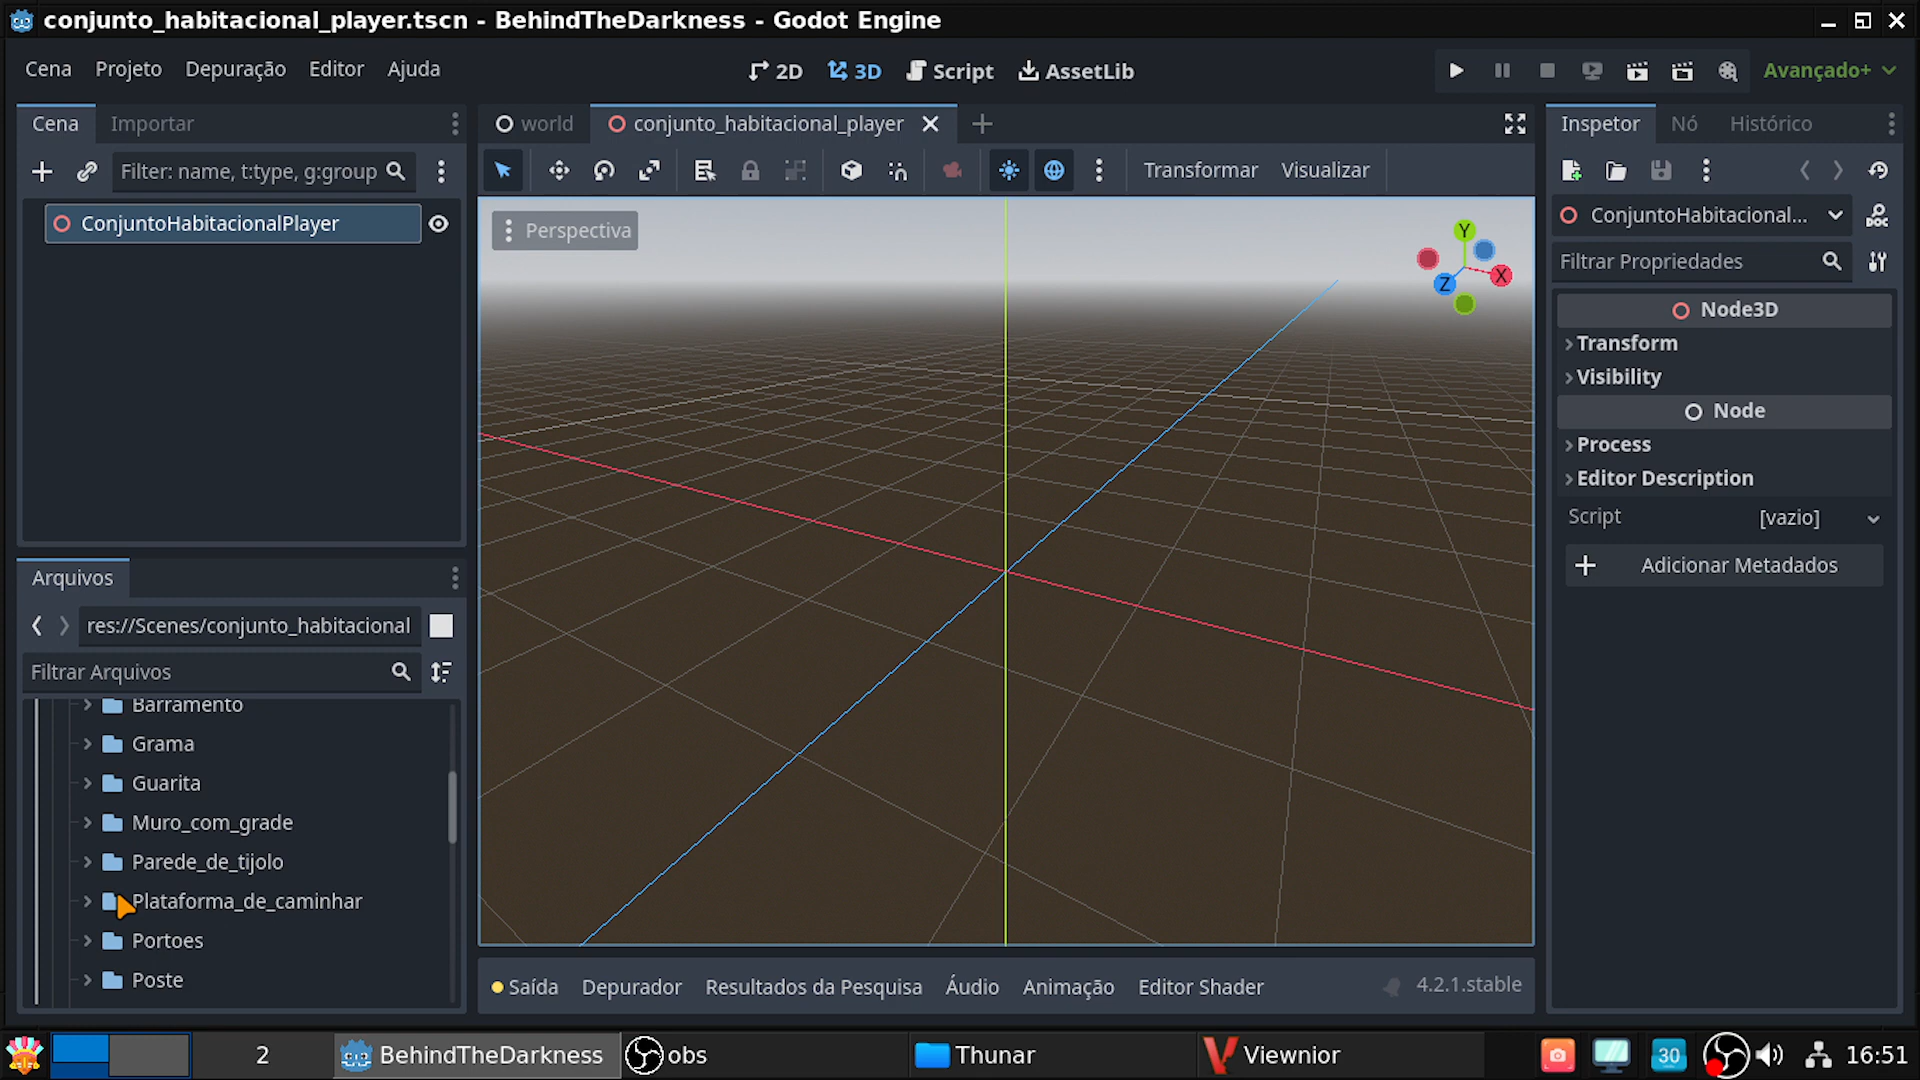 conjunto_habitacional_player.tscn - BehindTheDarkness - Godot Engine
Cena Projeto Depuração Editor Ajuda
2D 3D Script AssetLib
Avançado+
Cena Importar
Filter: name, t:type, g:group
ConjuntoHabitacionalPlayer
Arquivos
res://Scenes/conjunto_habitacional
Filtrar Arquivos
Barramento
Grama
Guarita
Muro_com_grade
Parede_de_tijolo
Plataforma_de_caminhar
Portoes
Poste
world conjunto_habitacional_player
Transformar Visualizar
Perspectiva
Y
X
Z
Saída Depurador Resultados da Pesquisa Áudio Animação Editor Shader 4.2.1.stable
Inspetor Nó Histórico
ConjuntoHabitacional...
DOC
Filtrar Propriedades
Node3D
Transform
Visibility
Node
Process
Editor Description
Script [vazio]
Adicionar Metadados
2 BehindTheDarkness obs Thunar Viewnior 30 16:51